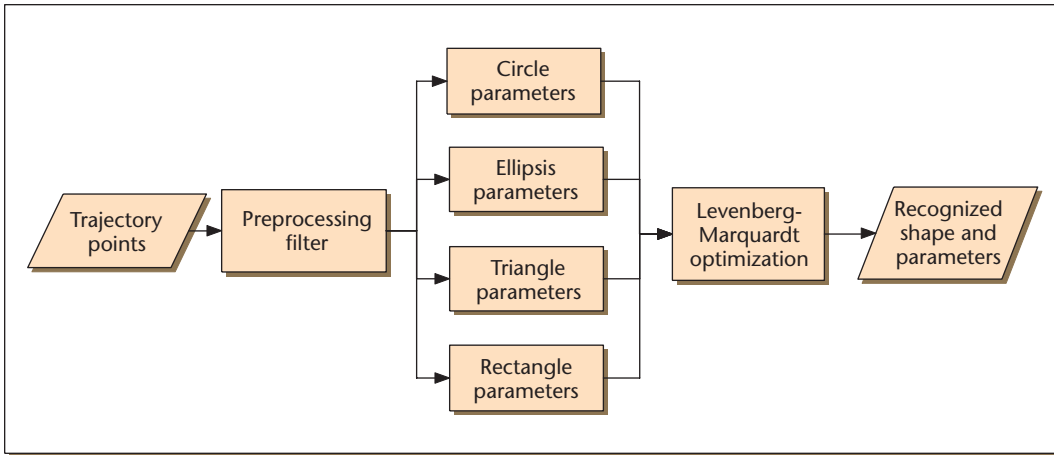 Trajectory
points
Preprocessing
filter
Circle
parameters
Ellipsis
parameters
Triangle
parameters
Rectangle
parameters
Levenberg-
Marquardt
optimization
Recognized
shape and
parameters